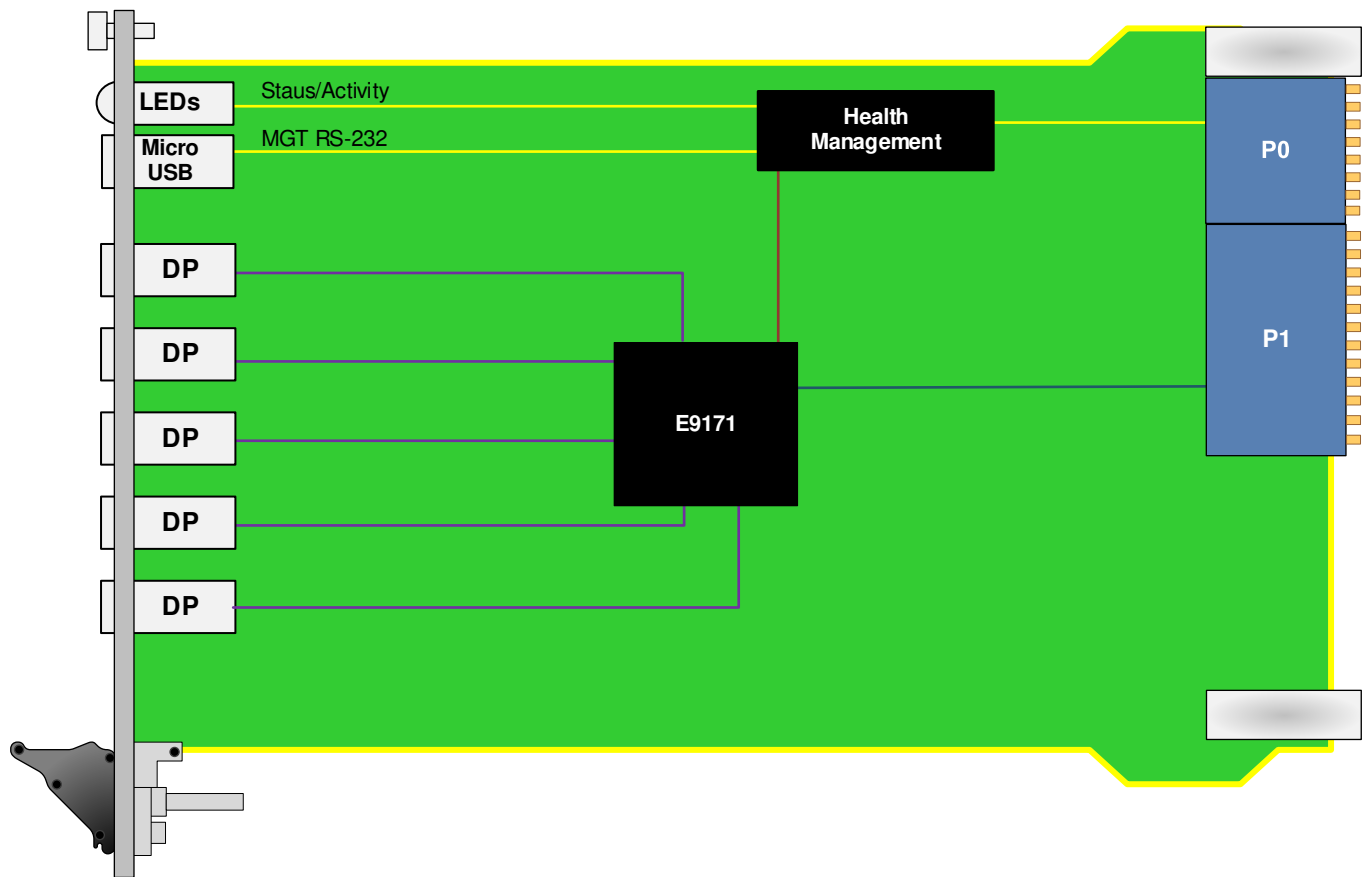 LEDs
Staus/Activity
Micro
USB
MGT RS-232
Health
Management
P0
DP
DP
DP
DP
DP
E9171
P1